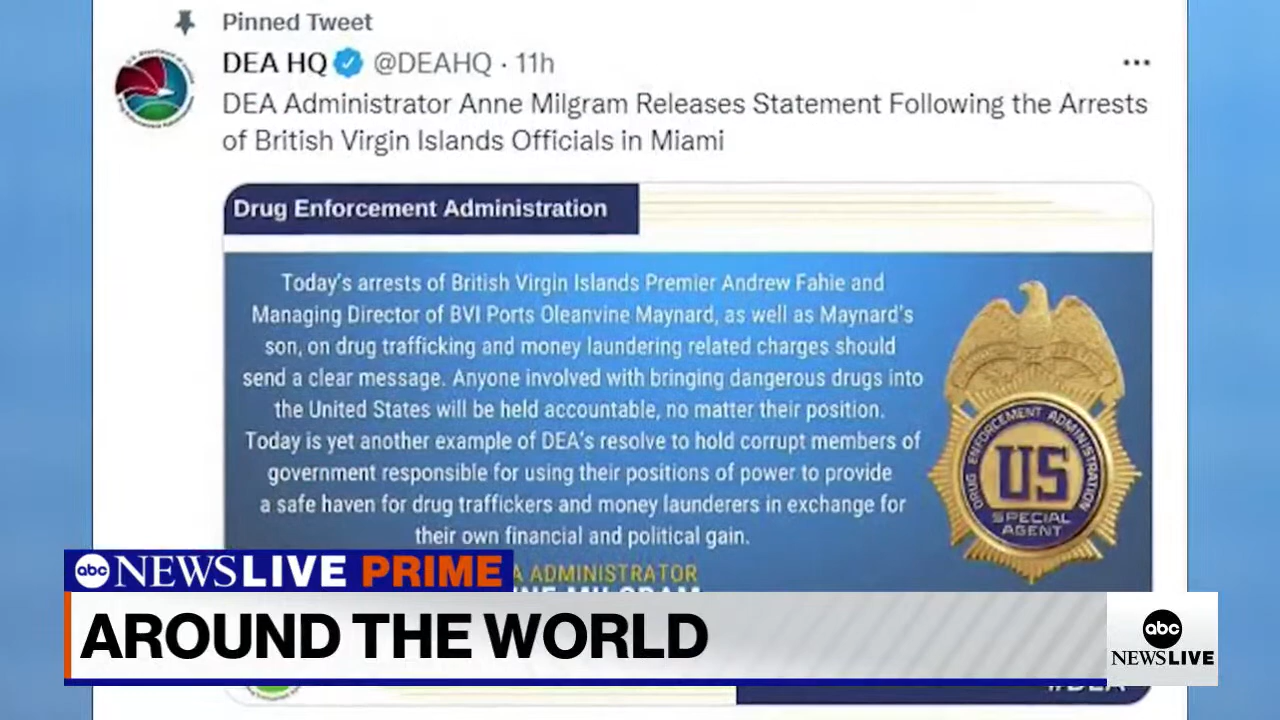 Pinned Tweet
DEA HQ @DEAHQ · 11h
DEA Administrator Anne Milgram Releases Statement Following the Arrests
of British Virgin Islands Officials in Miami
Drug Enforcement Administration
Today's arrests of British Virgin Islands Premier Andrew Fahie and
Managing Director of BVI Ports Oleanvine Maynard, as well as Maynard's
son, on drug trafficking and money laundering related charges should
send a clear message. Anyone involved with bringing dangerous drugs into
the United States will be held accountable, no matter their position.
Today is yet another example of DEA's resolve to hold corrupt members of
government responsible for using their positions of power to provide
a safe haven for drug traffickers and money launderers in exchange for
their own financial and political gain.
DRUG ENFORCEMENT ADMINISTRATION
US
SPECIAL
AGENT
A ADMINISTRATOR
MILGRAM
abc NEWS LIVE PRIME
AROUND THE WORLD
abc
NEWS LIVE